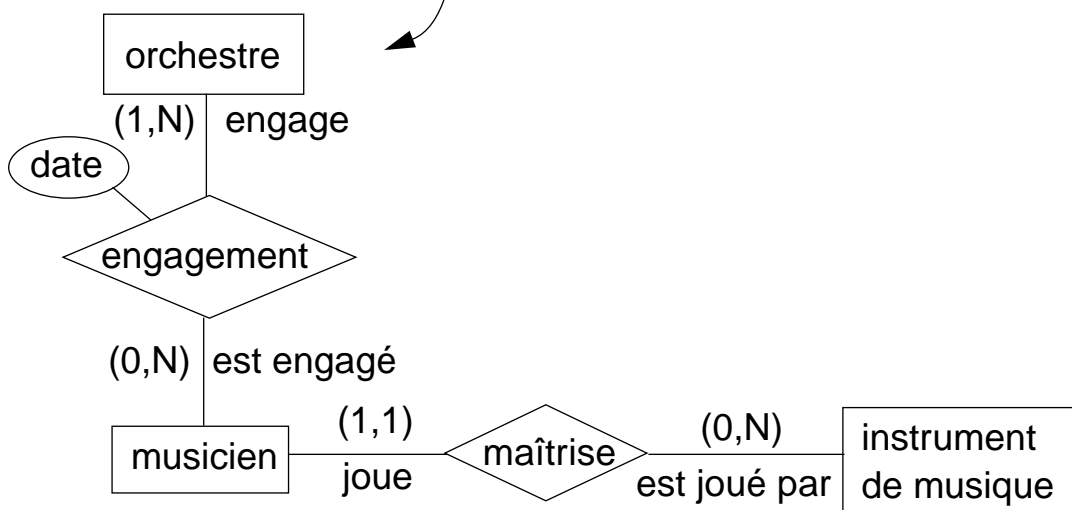 orchestre
(1,N) engage
date
engagement
(0,N) est engagé
musicien
(1,1)
joue
maîtrise
(0,N)
est joué par
instrument
de musique